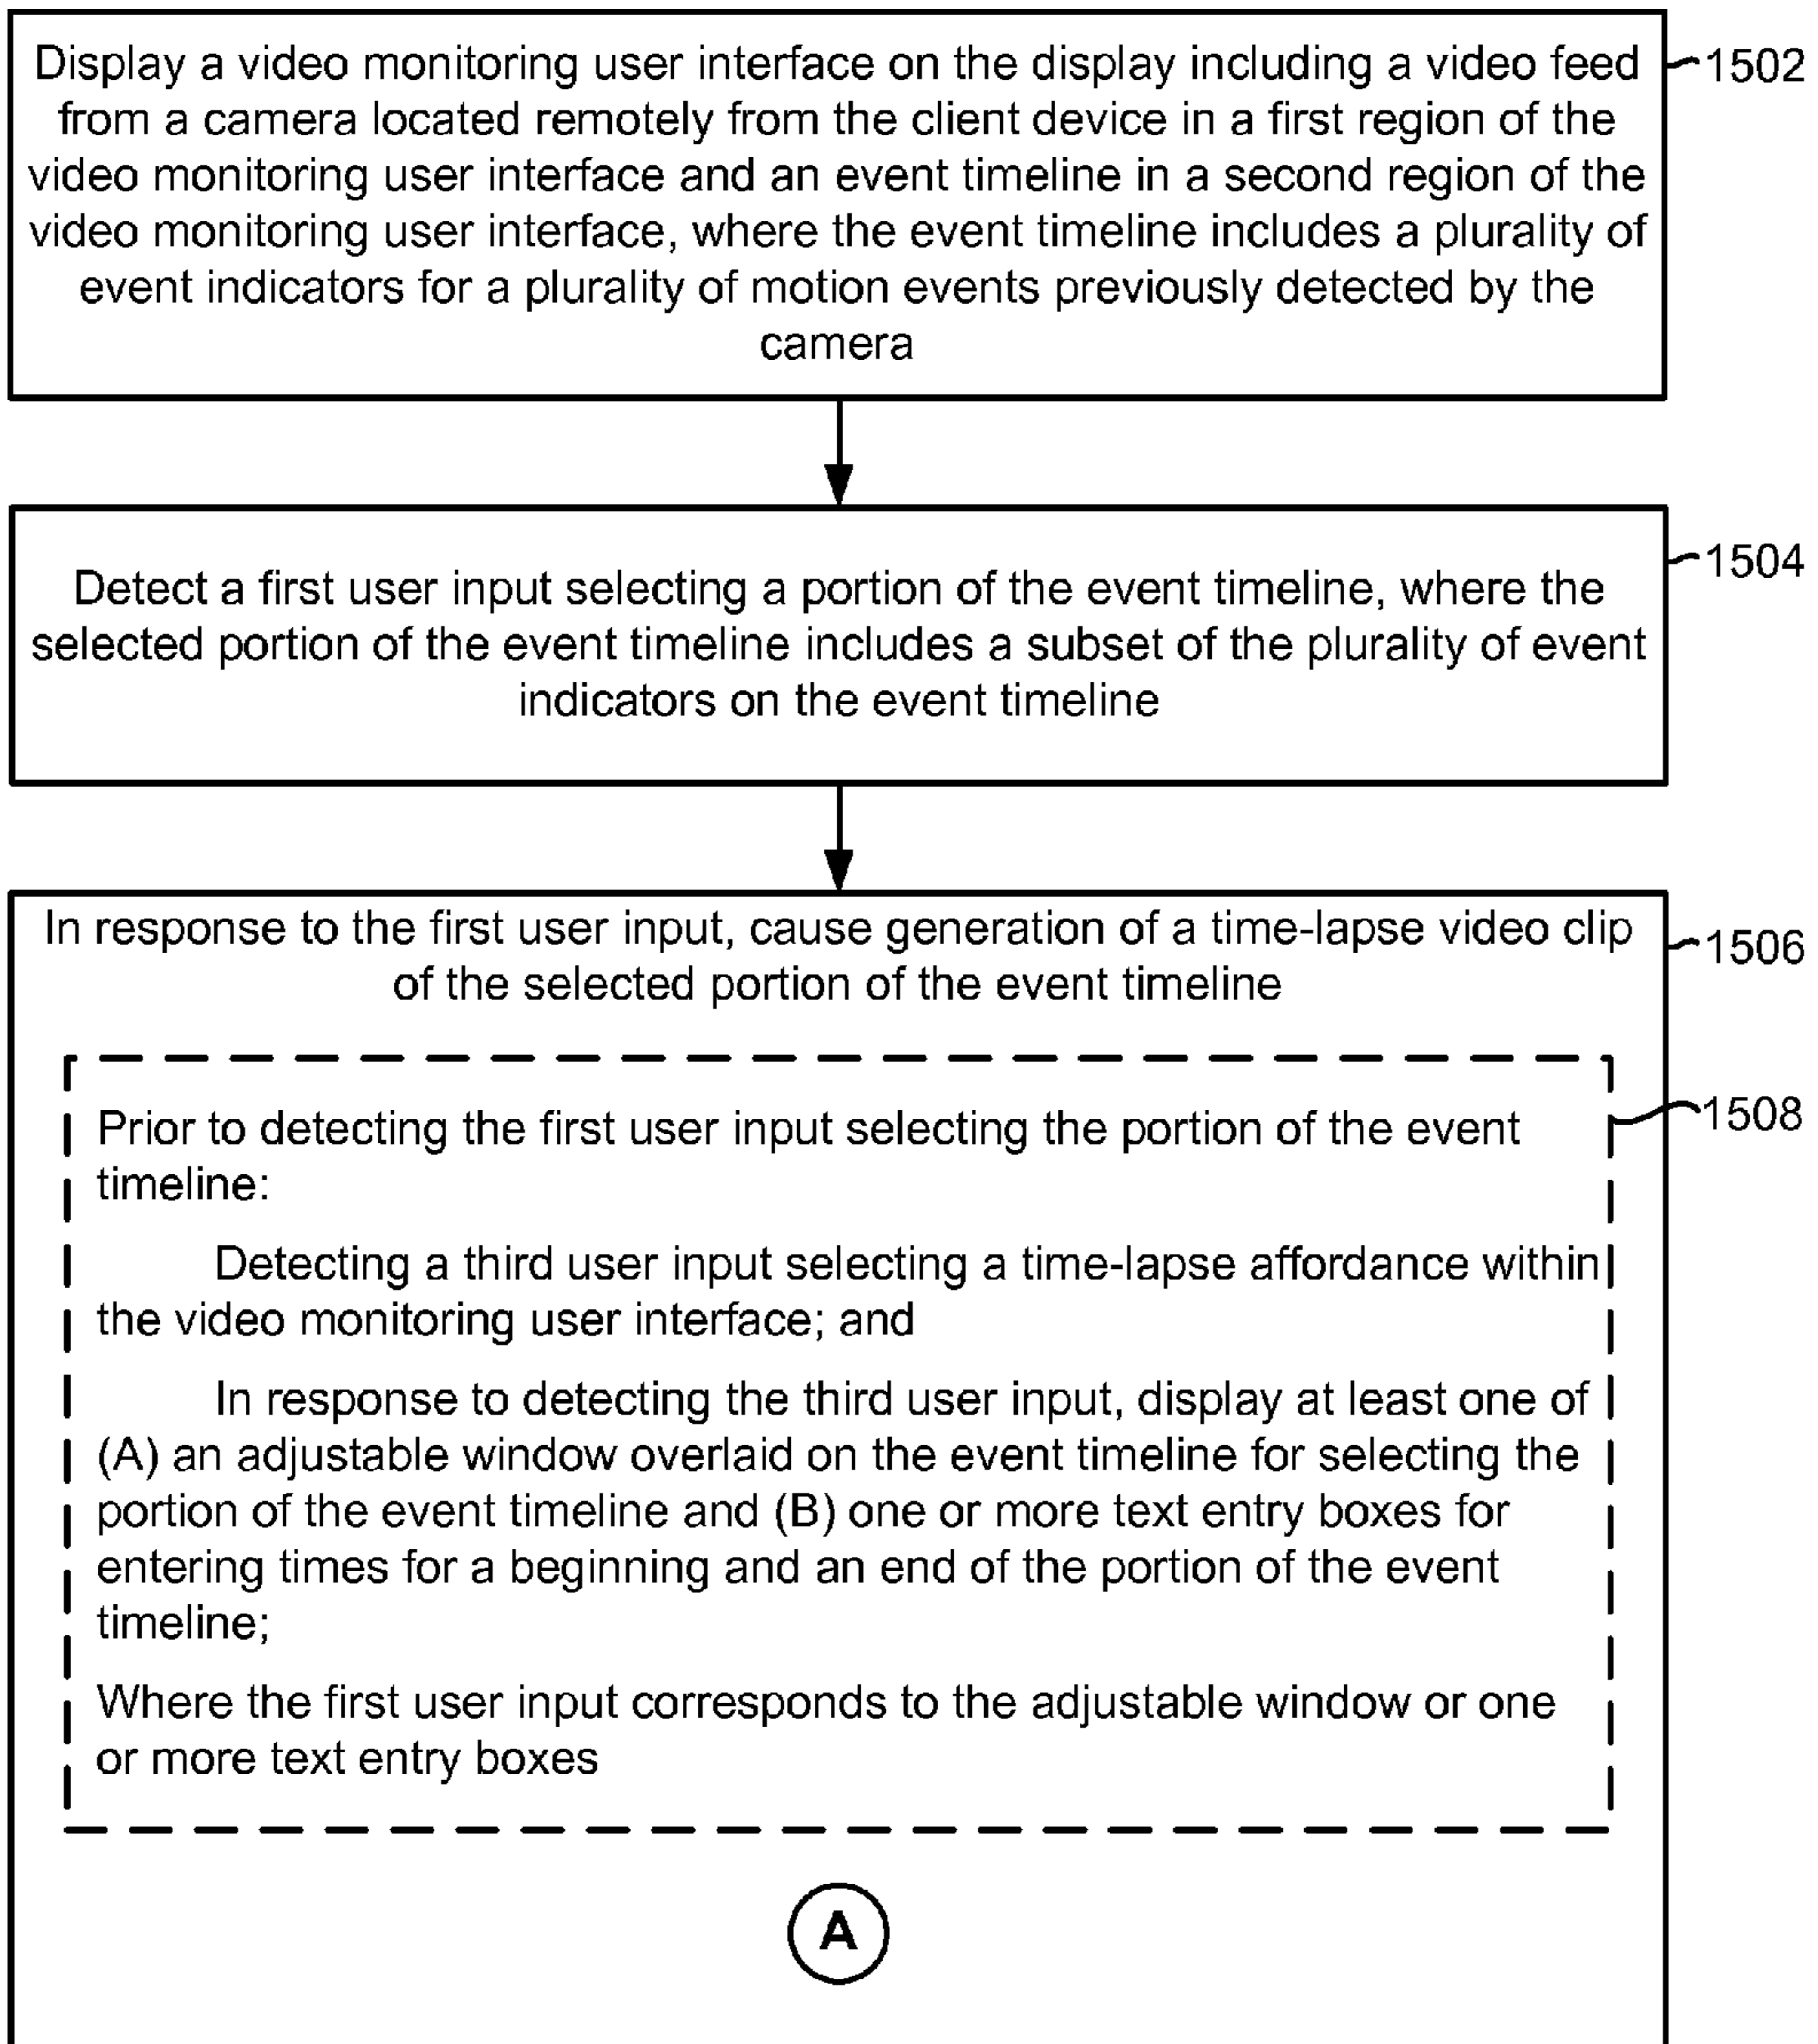 Display a video monitoring user interface on the display including a video feed
from a camera located remotely from the client device in a first region of the
video monitoring user interface and an event timeline in a second region of the
video monitoring user interface, where the event timeline includes a plurality of
event indicators for a plurality of motion events previously detected by the
camera
1502
Detect a first user input selecting a portion of the event timeline, where the
selected portion of the event timeline includes a subset of the plurality of event
indicators on the event timeline
1504
In response to the first user input, cause generation of a time-lapse video clip
of the selected portion of the event timeline
1506
Prior to detecting the first user input selecting the portion of the event
timeline:
1508
Detecting a third user input selecting a time-lapse affordance within
the video monitoring user interface; and
In response to detecting the third user input, display at least one of
(A) an adjustable window overlaid on the event timeline for selecting the
portion of the event timeline and (B) one or more text entry boxes for
entering times for a beginning and an end of the portion of the event
timeline;
Where the first user input corresponds to the adjustable window or one
or more text entry boxes
A